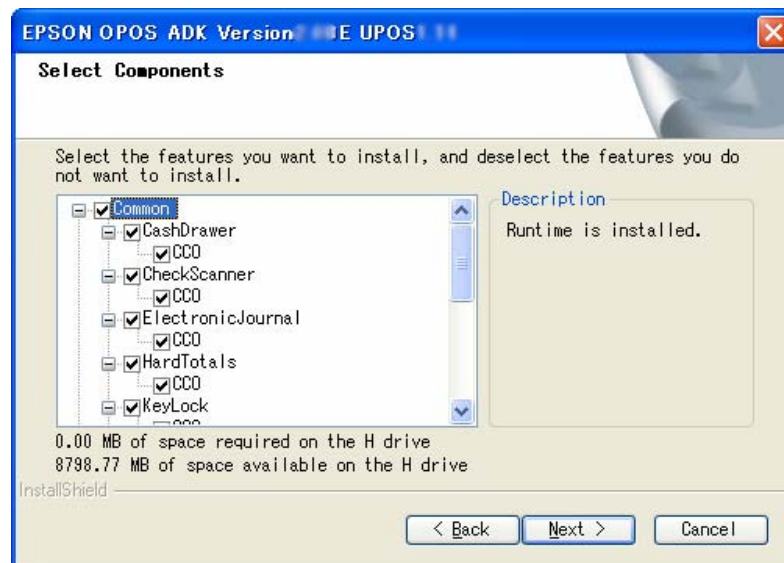 EPSON OPOS ADK Version E UPOS
Select Components
Select the features you want to install, and deselect the features you do
not want to install.
Common
CashDrawer
CCO
CheckScanner
CCO
ElectronicJournal
CCO
HardTotals
CCO
KeyLock
Description
Runtime is installed.
0.00 MB of space required on the H drive
8798.77 MB of space available on the H drive
InstallShield
< Back
Next >
Cancel